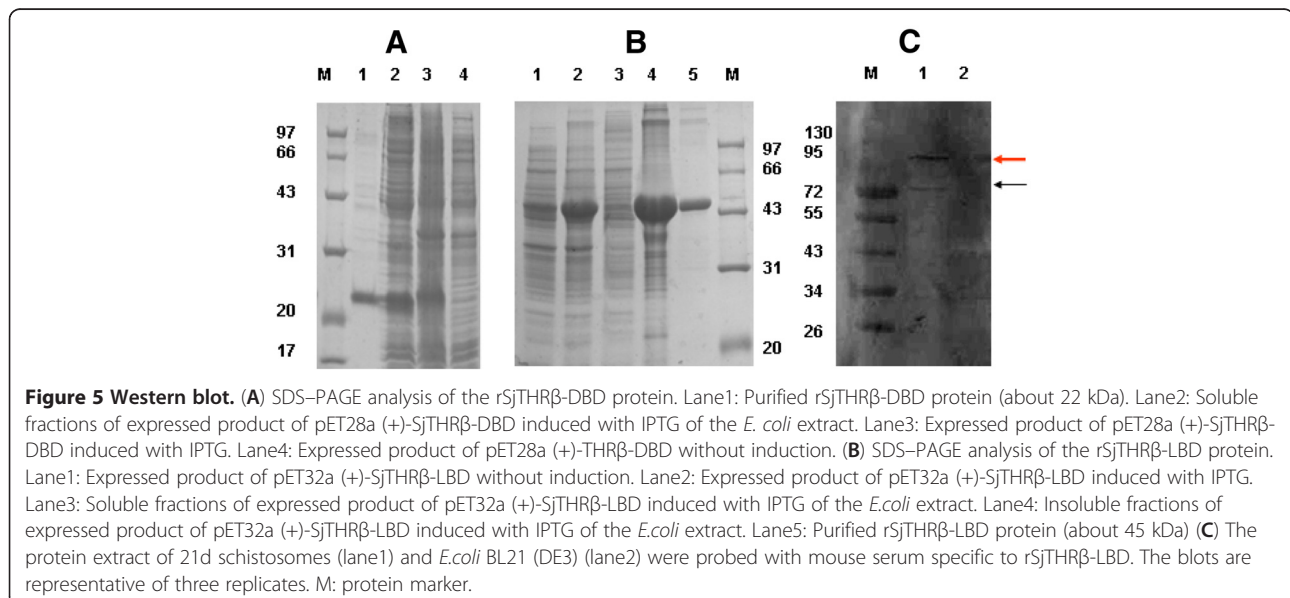 A B C
M 1 2 3 4
1 2 3 4 5 M
M 1 2
97
66
43
31
20
17
97
66
43
31
20
130
95
72
55
43
34
26
Figure 5 Western blot. (A) SDS–PAGE analysis of the rSjTHRβ-DBD protein. Lane1: Purified rSjTHRβ-DBD protein (about 22 kDa). Lane2: Soluble
fractions of expressed product of pET28a (+)-SjTHRβ-DBD induced with IPTG of the E. coli extract. Lane3: Expressed product of pET28a (+)-SjTHRβ-
DBD induced with IPTG. Lane4: Expressed product of pET28a (+)-THRβ-DBD without induction. (B) SDS–PAGE analysis of the rSjTHRβ-LBD protein.
Lane1: Expressed product of pET32a (+)-SjTHRβ-LBD without induction. Lane2: Expressed product of pET32a (+)-SjTHRβ-LBD induced with IPTG.
Lane3: Soluble fractions of expressed product of pET32a (+)-SjTHRβ-LBD induced with IPTG of the E.coli extract. Lane4: Insoluble fractions of
expressed product of pET32a (+)-SjTHRβ-LBD induced with IPTG of the E.coli extract. Lane5: Purified rSjTHRβ-LBD protein (about 45 kDa) (C) The
protein extract of 21d schistosomes (lane1) and E.coli BL21 (DE3) (lane2) were probed with mouse serum specific to rSjTHRβ-LBD. The blots are
representative of three replicates. M: protein marker.